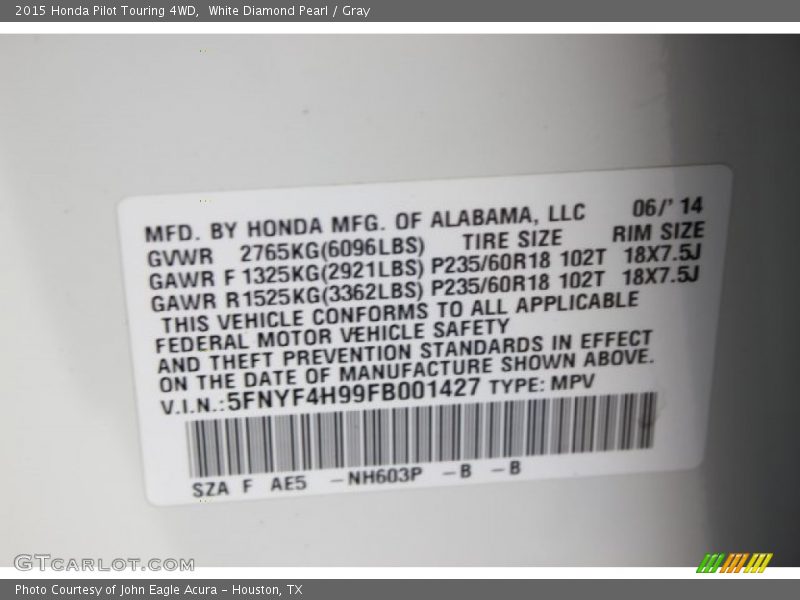 2015 Honda Pilot Touring 4WD,  White Diamond Pearl / Gray
MFD. BY HONDA MFG. OF ALABAMA, LLC 06/' 14
GVWR 2765KG(6096LBS) TIRE SIZE RIM SIZE
GAWR F 1325KG(2921LBS) P235/60R18 102T 18X7.5J
GAWR R1525KG(3362LBS) P235/60R18 102T 18X7.5J
THIS VEHICLE CONFORMS TO ALL APPLICABLE
FEDERAL MOTOR VEHICLE SAFETY
AND THEFT PREVENTION STANDARDS IN EFFECT
ON THE DATE OF MANUFACTURE SHOWN ABOVE.
V.I.N.:5FNYF4H99FB001427 TYPE: MPV
SZA F AE5 -NH603P -B -B
GTCARLOT.COM
Photo Courtesy of John Eagle Acura - Houston, TX